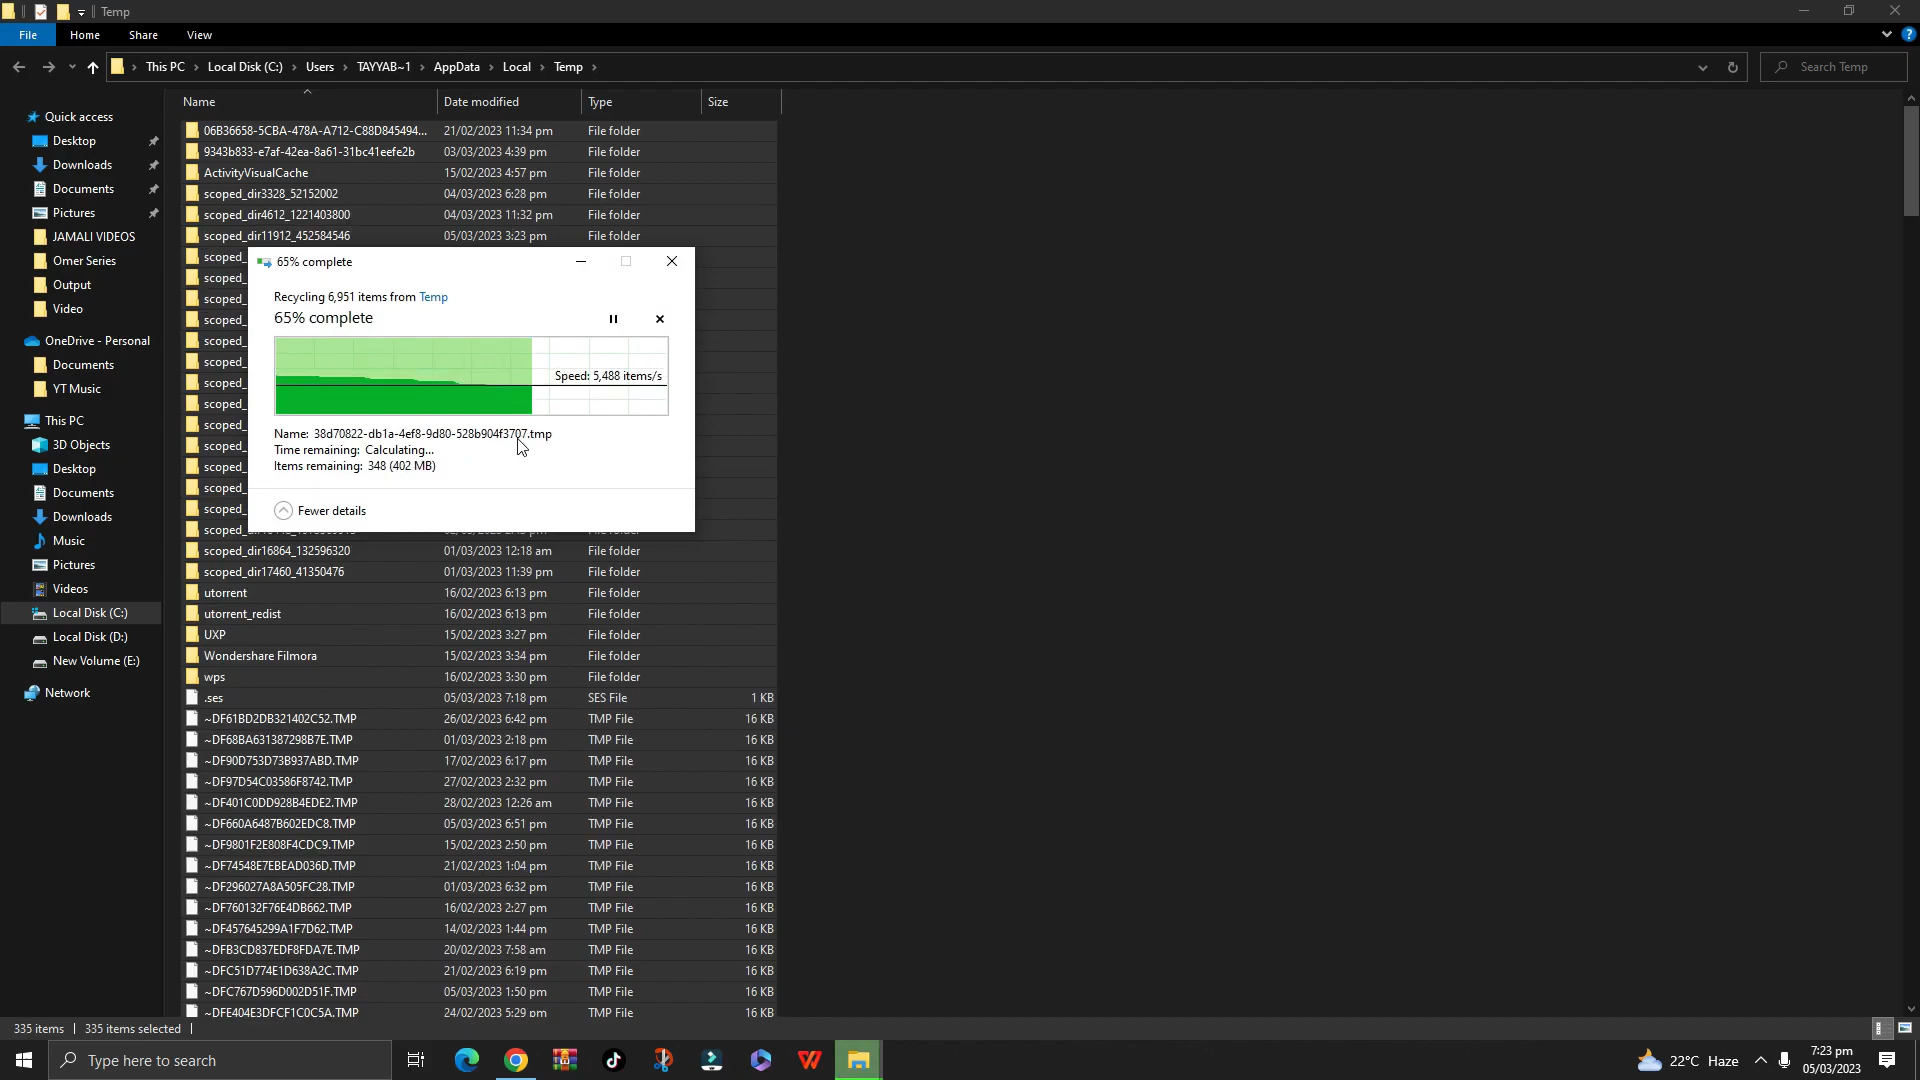 Temp
File Home Share View
This PC Local Disk (C:) Users TAYYAB~1 AppData Local Temp
Search Temp
Name Date modified Type Size
Quick access
Desktop
Downloads
Documents
Pictures
JAMALI VIDEOS
Omer Series
Output
Video
OneDrive - Personal
Documents
YT Music
This PC
3D Objects
Desktop
Documents
Downloads
Music
Pictures
Videos
Local Disk (C:)
Local Disk (D:)
New Volume (E:)
Network
06B36658-5CBA-478A-A712-C88D845494... 21/02/2023 11:34 pm File folder
9343b833-e7af-42ea-8a61-31bc41eefe2b 03/03/2023 4:39 pm File folder
ActivityVisualCache 15/02/2023 4:57 pm File folder
scoped_dir3328_52152002 04/03/2023 6:28 pm File folder
scoped_dir4612_1221403800 04/03/2023 11:32 pm File folder
scoped_dir11912_452584546 05/03/2023 3:23 pm File folder
scoped_
scoped_
scoped_
scoped_
scoped_
scoped_
scoped_
scoped_
scoped_
scoped_
scoped_
scoped_
scoped_
scoped_
65% complete
Recycling 6,951 items from Temp
65% complete
Speed: 5,488 items/s
Name: 38d70822-db1a-4ef8-9d80-528b904f3707.tmp
Time remaining: Calculating...
Items remaining: 348 (402 MB)
Fewer details
scoped_dir16864_132596320 01/03/2023 12:18 am File folder
scoped_dir17460_41350476 01/03/2023 11:39 pm File folder
utorrent 16/02/2023 6:13 pm File folder
utorrent_redist 16/02/2023 6:13 pm File folder
UXP 15/02/2023 3:27 pm File folder
Wondershare Filmora 15/02/2023 3:34 pm File folder
wps 16/02/2023 3:30 pm File folder
.ses 05/03/2023 7:18 pm SES File 1 KB
~DF61BD2DB321402C52.TMP 26/02/2023 6:42 pm TMP File 16 KB
~DF68BA631387298B7E.TMP 01/03/2023 2:18 pm TMP File 16 KB
~DF90D753D73B937ABD.TMP 17/02/2023 6:17 pm TMP File 16 KB
~DF97D54C03586F8742.TMP 27/02/2023 2:32 pm TMP File 16 KB
~DF401C0DD928B4EDE2.TMP 28/02/2023 12:26 am TMP File 16 KB
~DF660A6487B602EDC8.TMP 05/03/2023 6:51 pm TMP File 16 KB
~DF9801F2E808F4CDC9.TMP 15/02/2023 2:50 pm TMP File 16 KB
~DF74548E7EBEAD036D.TMP 21/02/2023 1:04 pm TMP File 16 KB
~DF296027A8A505FC28.TMP 01/03/2023 6:32 pm TMP File 16 KB
~DF760132F76E4DB662.TMP 16/02/2023 2:27 pm TMP File 16 KB
~DF457645299A1F7D62.TMP 14/02/2023 1:44 pm TMP File 16 KB
~DFB3CD837EDF8FDA7E.TMP 20/02/2023 7:58 am TMP File 16 KB
~DFC51D774E1D638A2C.TMP 21/02/2023 6:19 pm TMP File 16 KB
~DFC767D596D002D51F.TMP 05/03/2023 1:50 pm TMP File 16 KB
~DFE404E3DFCF1C0C5A.TMP 24/02/2023 5:29 pm TMP File 16 KB
335 items 335 items selected
Type here to search
22°C Haze
7:23 pm
05/03/2023